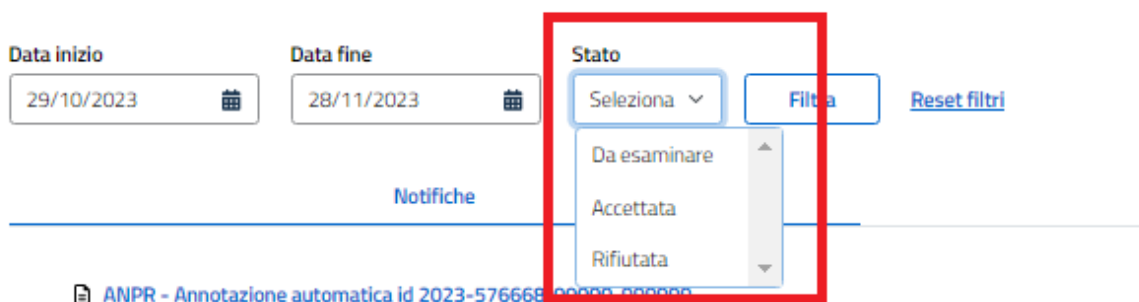 Data inizio Data fine Stato
29/10/2023 28/11/2023 Seleziona Filtra Reset filtri
Da esaminare
Notifiche
Accettata
Rifiutata
ANPR - Annotazione automatica id 2023-576668